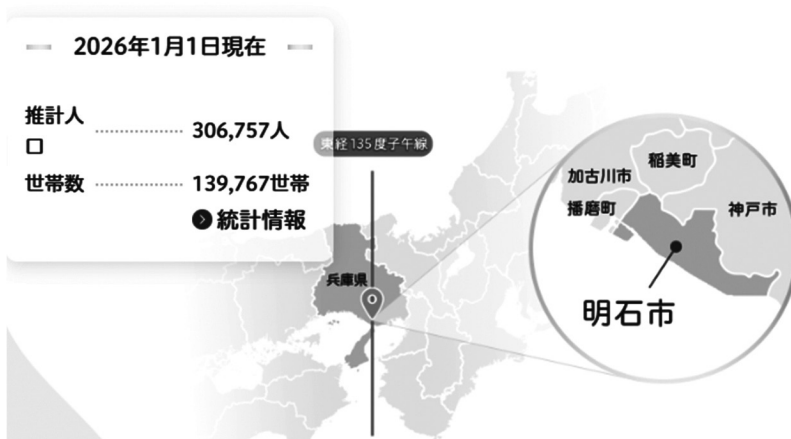 2026年1月1日現在
推計人口 306,757人
世帯数 139,767世帯
統計情報
東経135度子午線
兵庫県
稲美町
加古川市
播磨町
神戸市
明石市